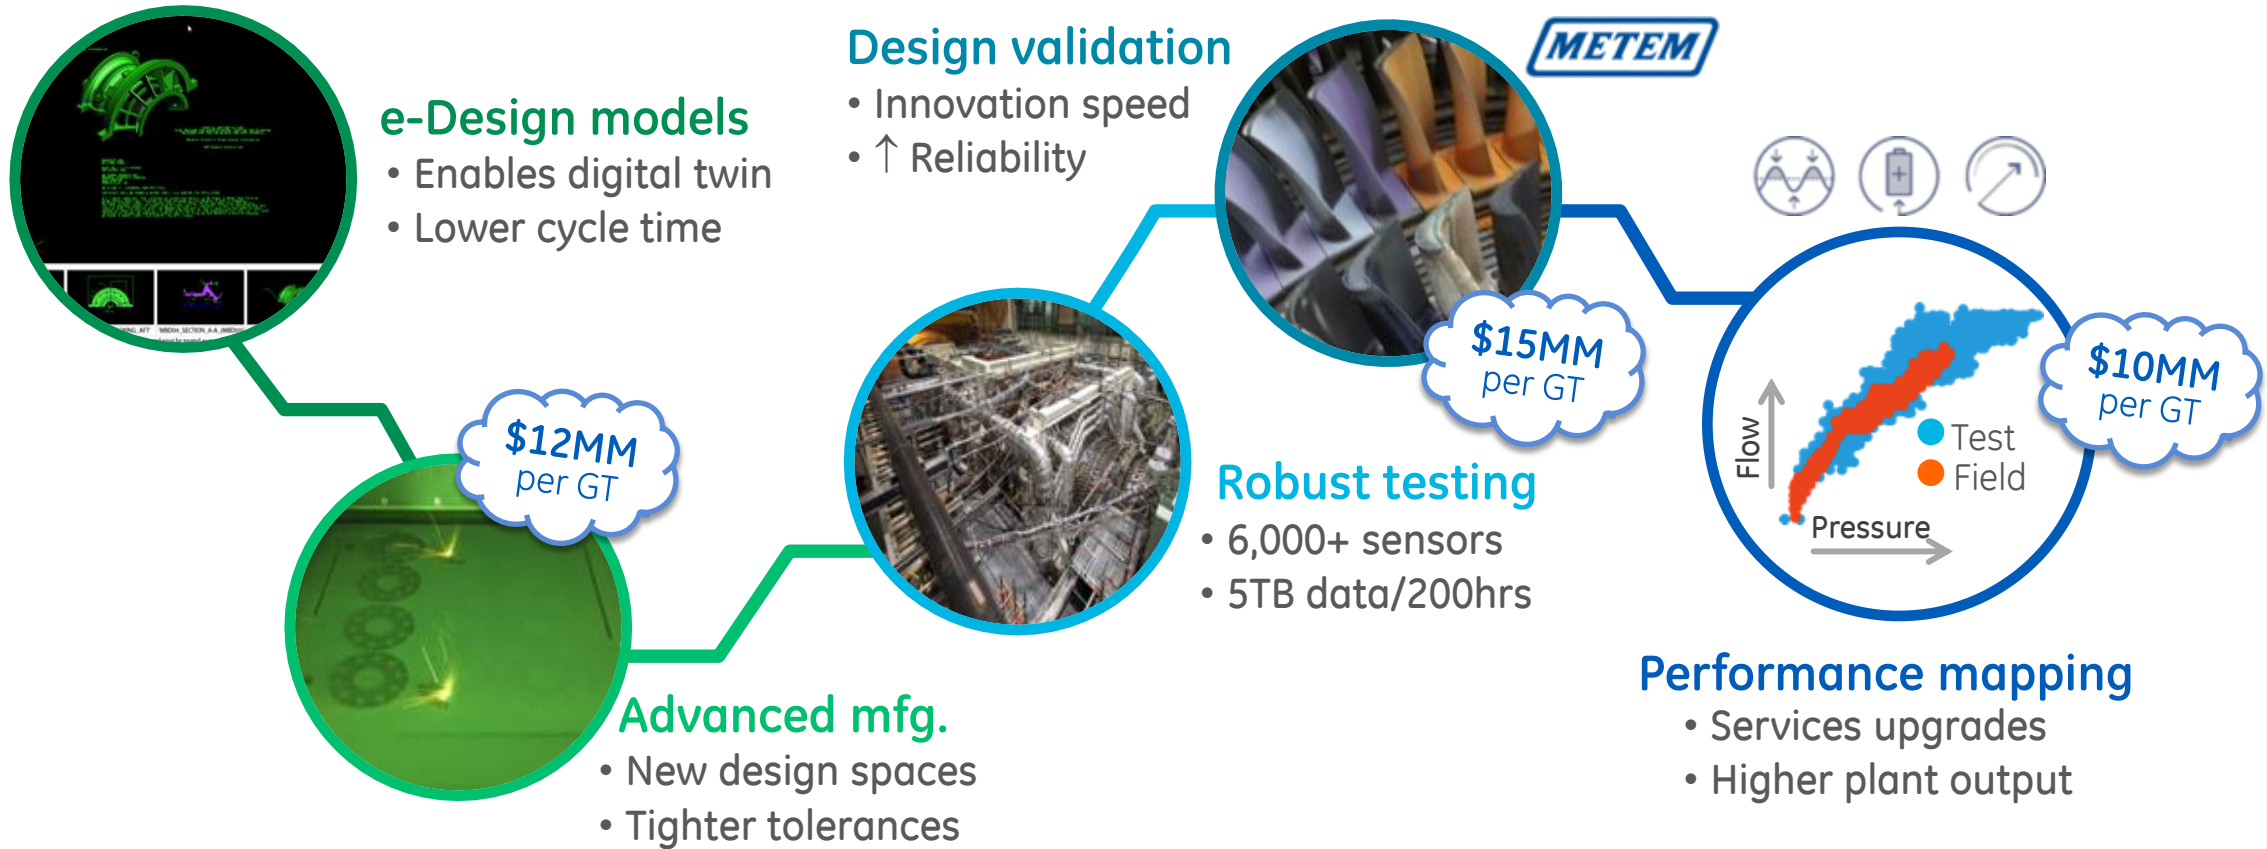 e-Design models
• Enables digital twin
• Lower cycle time
$12MM
per GT
Advanced mfg.
• New design spaces
• Tighter tolerances
Design validation
• Innovation speed
• ↑ Reliability
METEM
$15MM
per GT
Robust testing
• 6,000+ sensors
• 5TB data/200hrs
$10MM
per GT
Flow
Test
Field
Pressure
Performance mapping
• Services upgrades
• Higher plant output